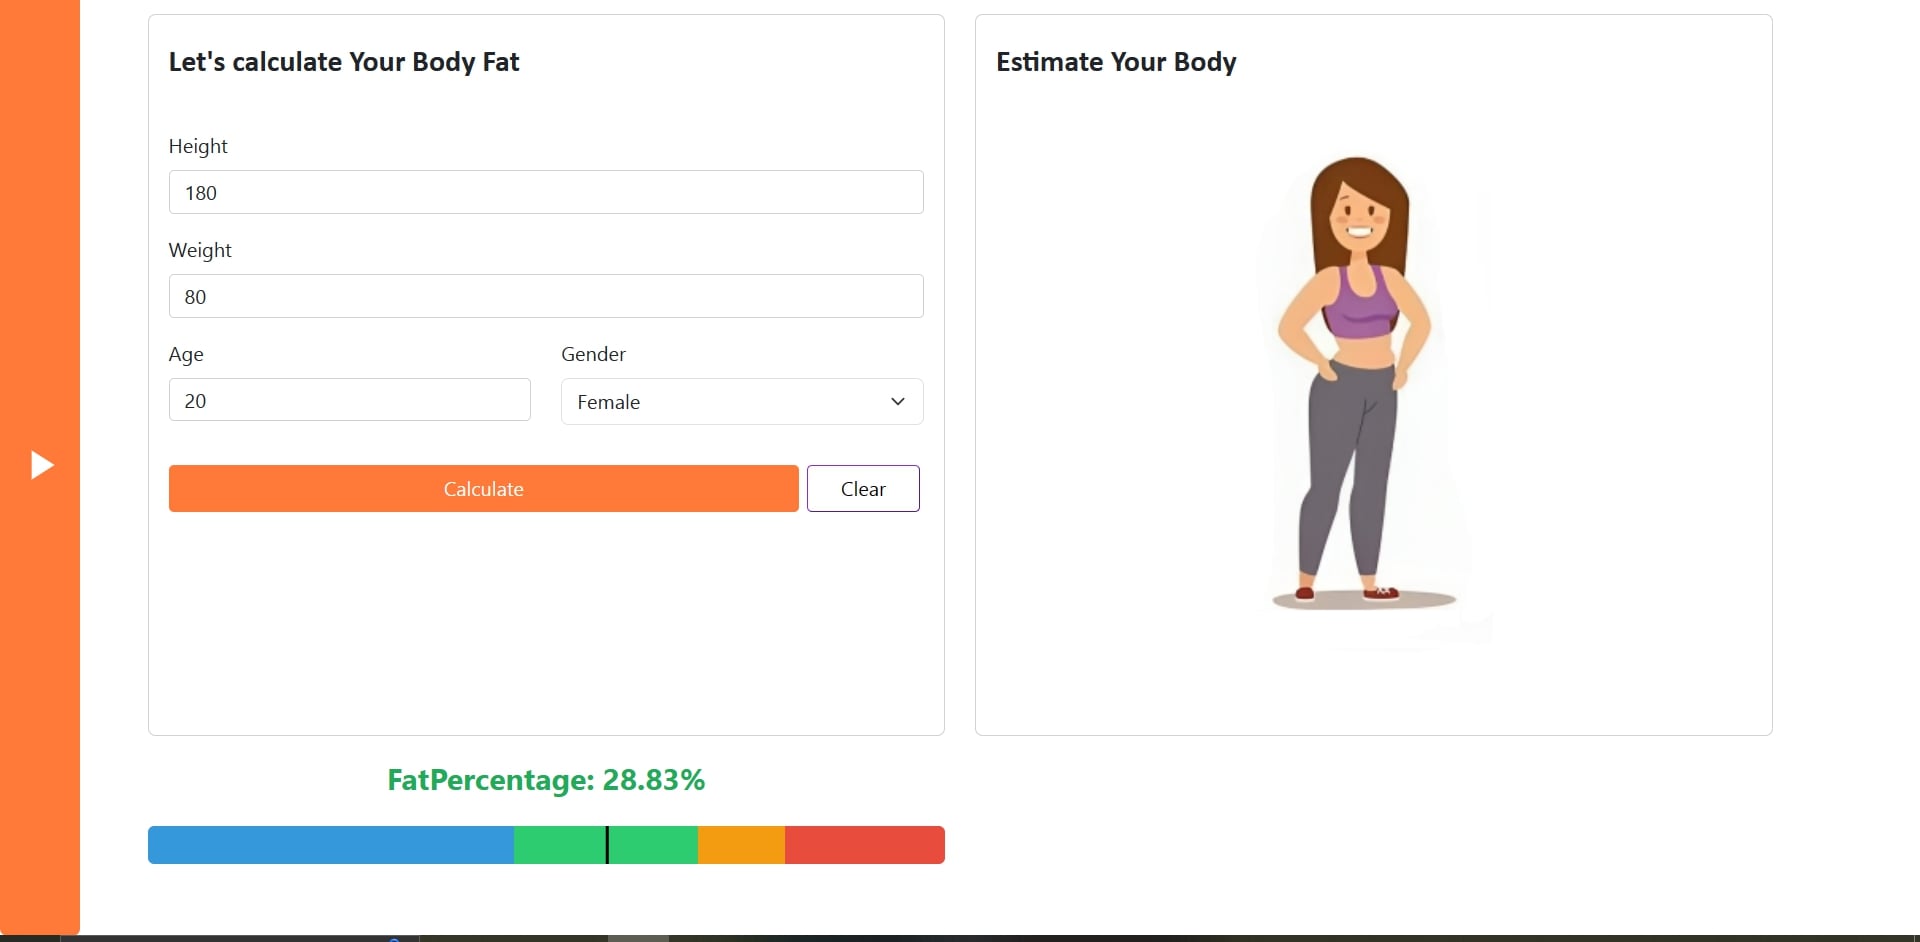 Let's calculate Your Body Fat
Height
180
Weight
80
Age
Gender
20
Female
Calculate
Clear
Estimate Your Body
FatPercentage: 28.83%